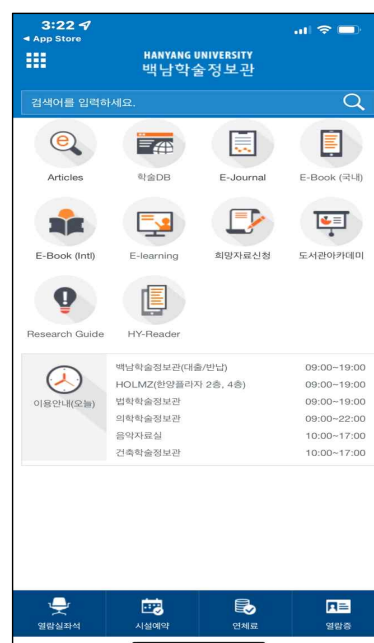 3:22
◄ App Store
HANYANG UNIVERSITY
백남학술정보관
검색어를 입력하세요.
e
Articles
학술DB
E-Journal
E-Book (국내)
E-Book (Intl)
E-learning
희망자료신청
도서관아카데미
Research Guide
HY-Reader
이용안내(오늘)
백남학술정보관(대출/반납) 09:00~19:00
HOLMZ(한양플라자 2층, 4층) 09:00~19:00
법학학술정보관 09:00~19:00
의학학술정보관 09:00~22:00
음악자료실 10:00~17:00
건축학술정보관 10:00~17:00
열람실좌석
시설예약
연체료
열람증